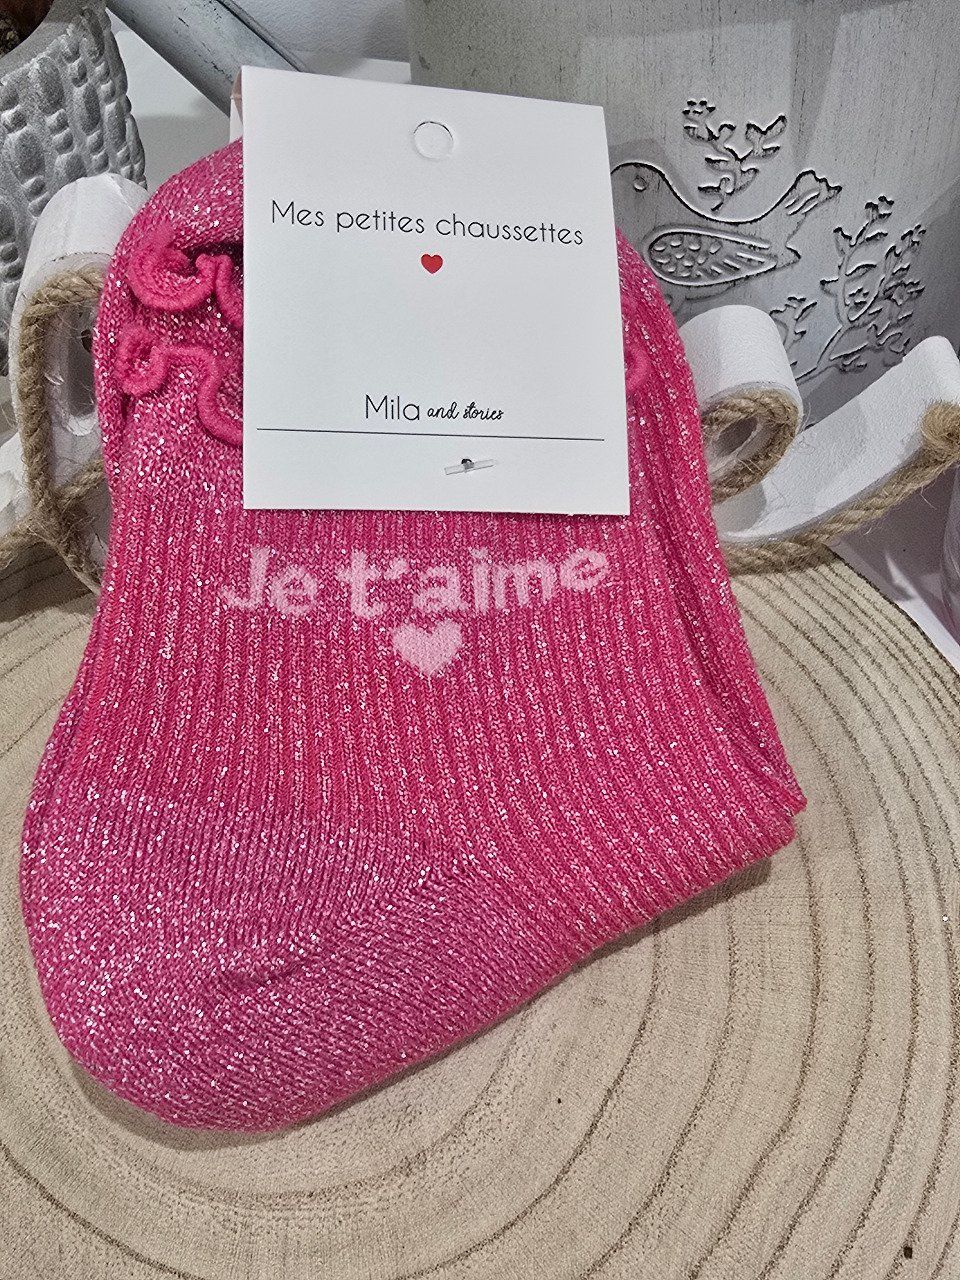 Mes petites chaussettes
Mila and stories
Je t'aime